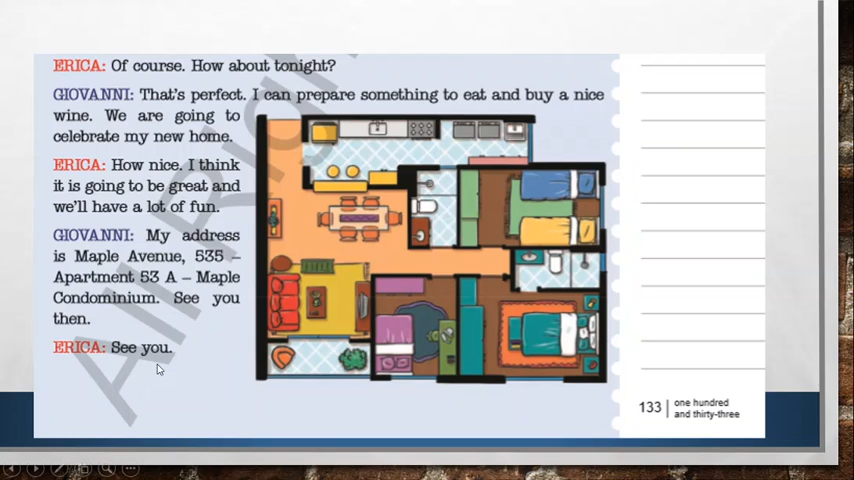 ERICA: Of course. How about tonight?
GIOVANNI: That's perfect. I can prepare something to eat and buy a nice
wine. We are going to
celebrate my new home.
ERICA: How nice. I think
it is going to be great and
we'll have a lot of fun.
GIOVANNI: My address
is Maple Avenue, 535 –
Apartment 53 A – Maple
Condominium. See you
then.
ERICA: See you.
All Righ
133
one hundred
and thirty-three